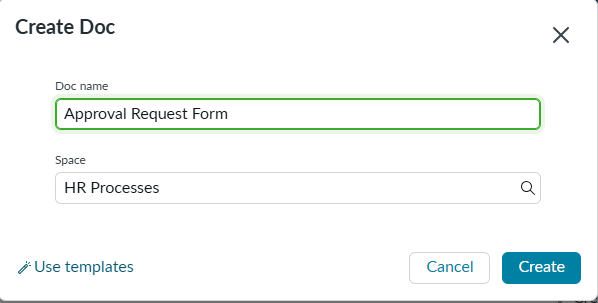 Create Doc
Doc name
Approval Request Form
Space
HR Processes
Use templates
Cancel
Create